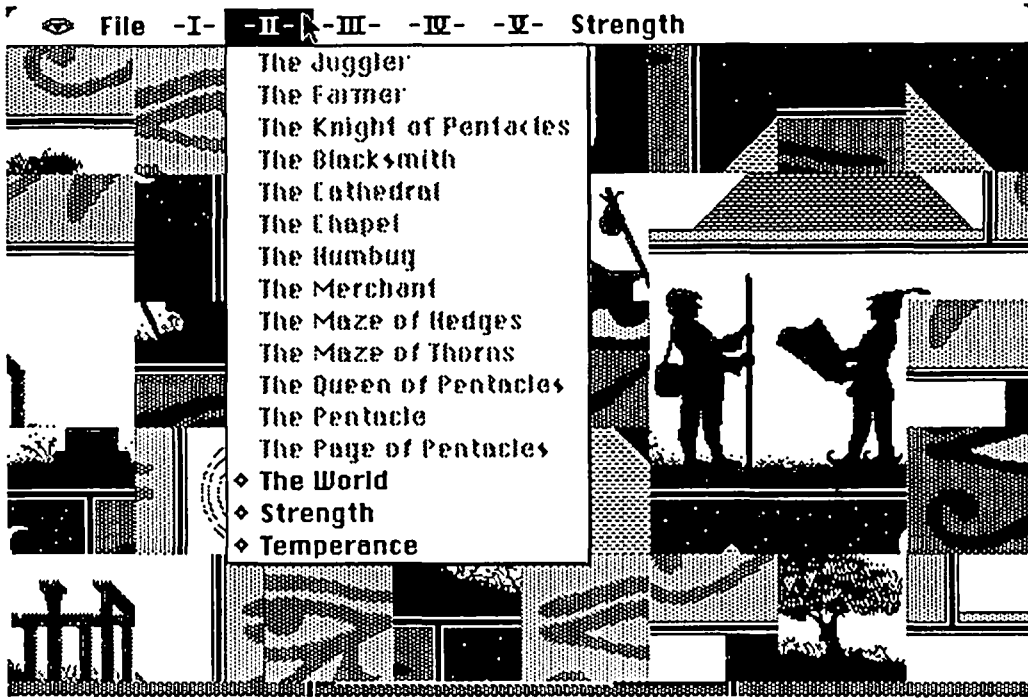 File -I- -II- -III- -IV- -V- Strength
The Juggler
The Farmer
The Knight of Pentacles
The Blacksmith
The Cathedral
The Chapel
The Humbug
The Merchant
The Maze of Hedges
The Maze of Thorns
The Queen of Pentacles
The Pentacle
The Page of Pentacles
◇ The World
◇ Strength
◇ Temperance